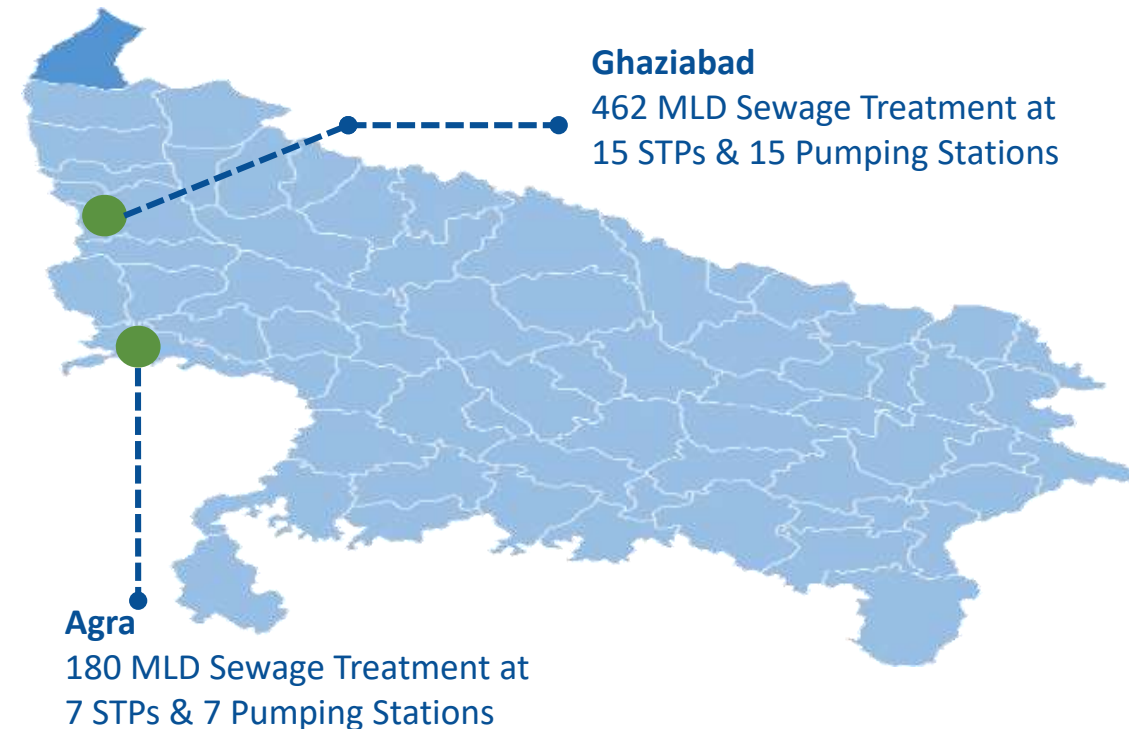 Ghaziabad
462 MLD Sewage Treatment at
15 STPs & 15 Pumping Stations
Agra
180 MLD Sewage Treatment at
7 STPs & 7 Pumping Stations